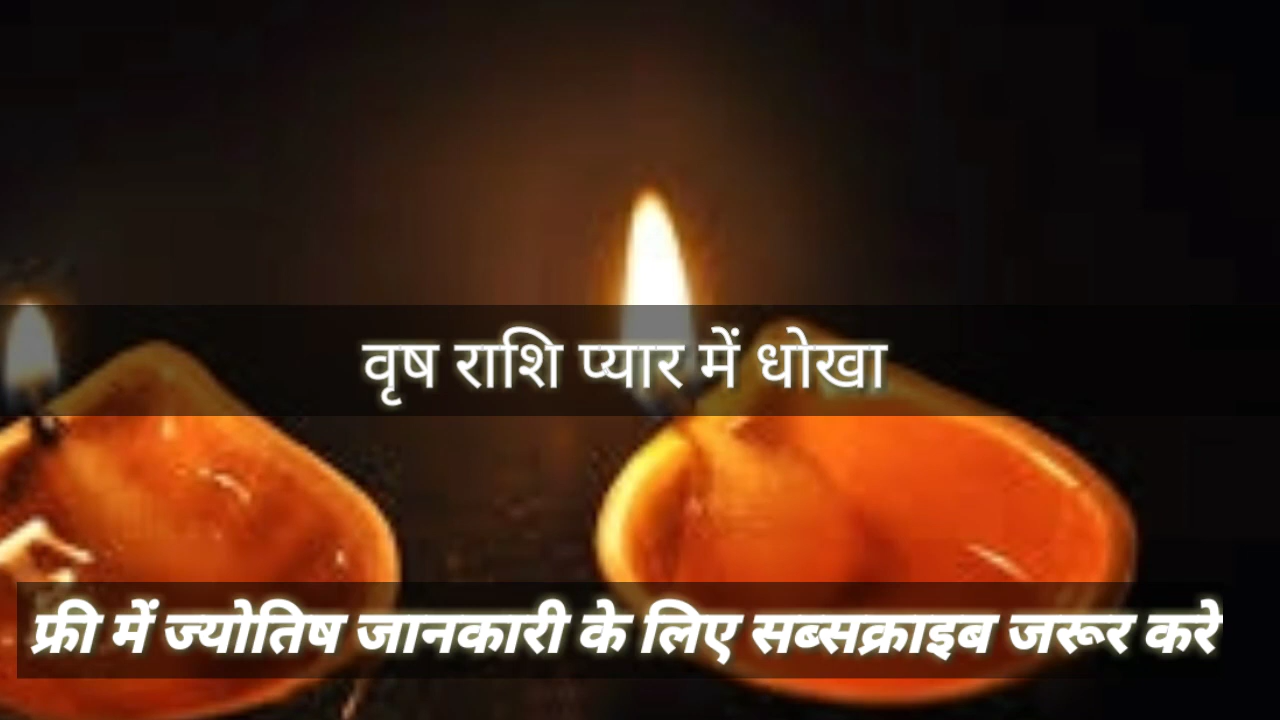 वृष राशि प्यार में धोखा
फ्री में ज्योतिष जानकारी के लिए सब्सक्राइब जरूर करे